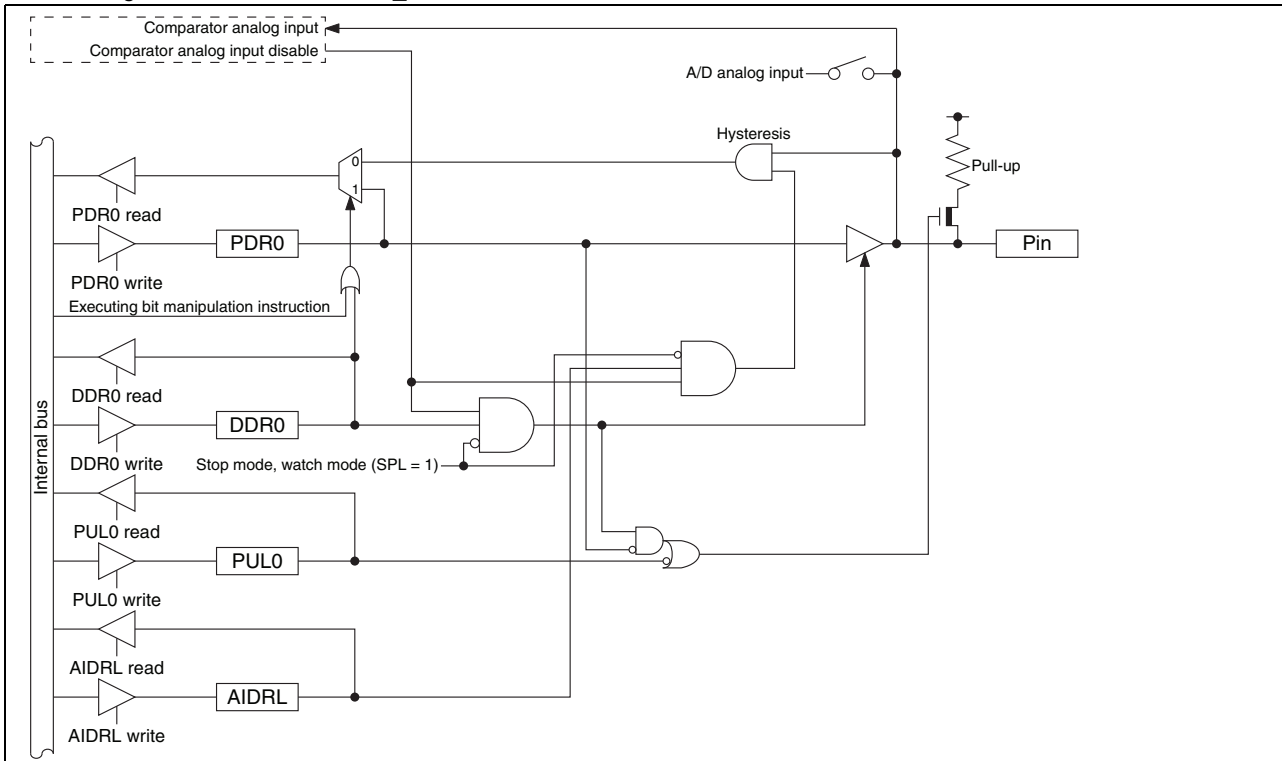 Comparator analog input
Comparator analog input disable
A/D analog input
Hysteresis
Pull-up
0
1
PDR0 read
PDR0
Pin
PDR0 write
Executing bit manipulation instruction
DDR0 read
DDR0
DDR0 write
Stop mode, watch mode (SPL = 1)
Internal bus
PUL0 read
PUL0
PUL0 write
AIDRL read
AIDRL
AIDRL write